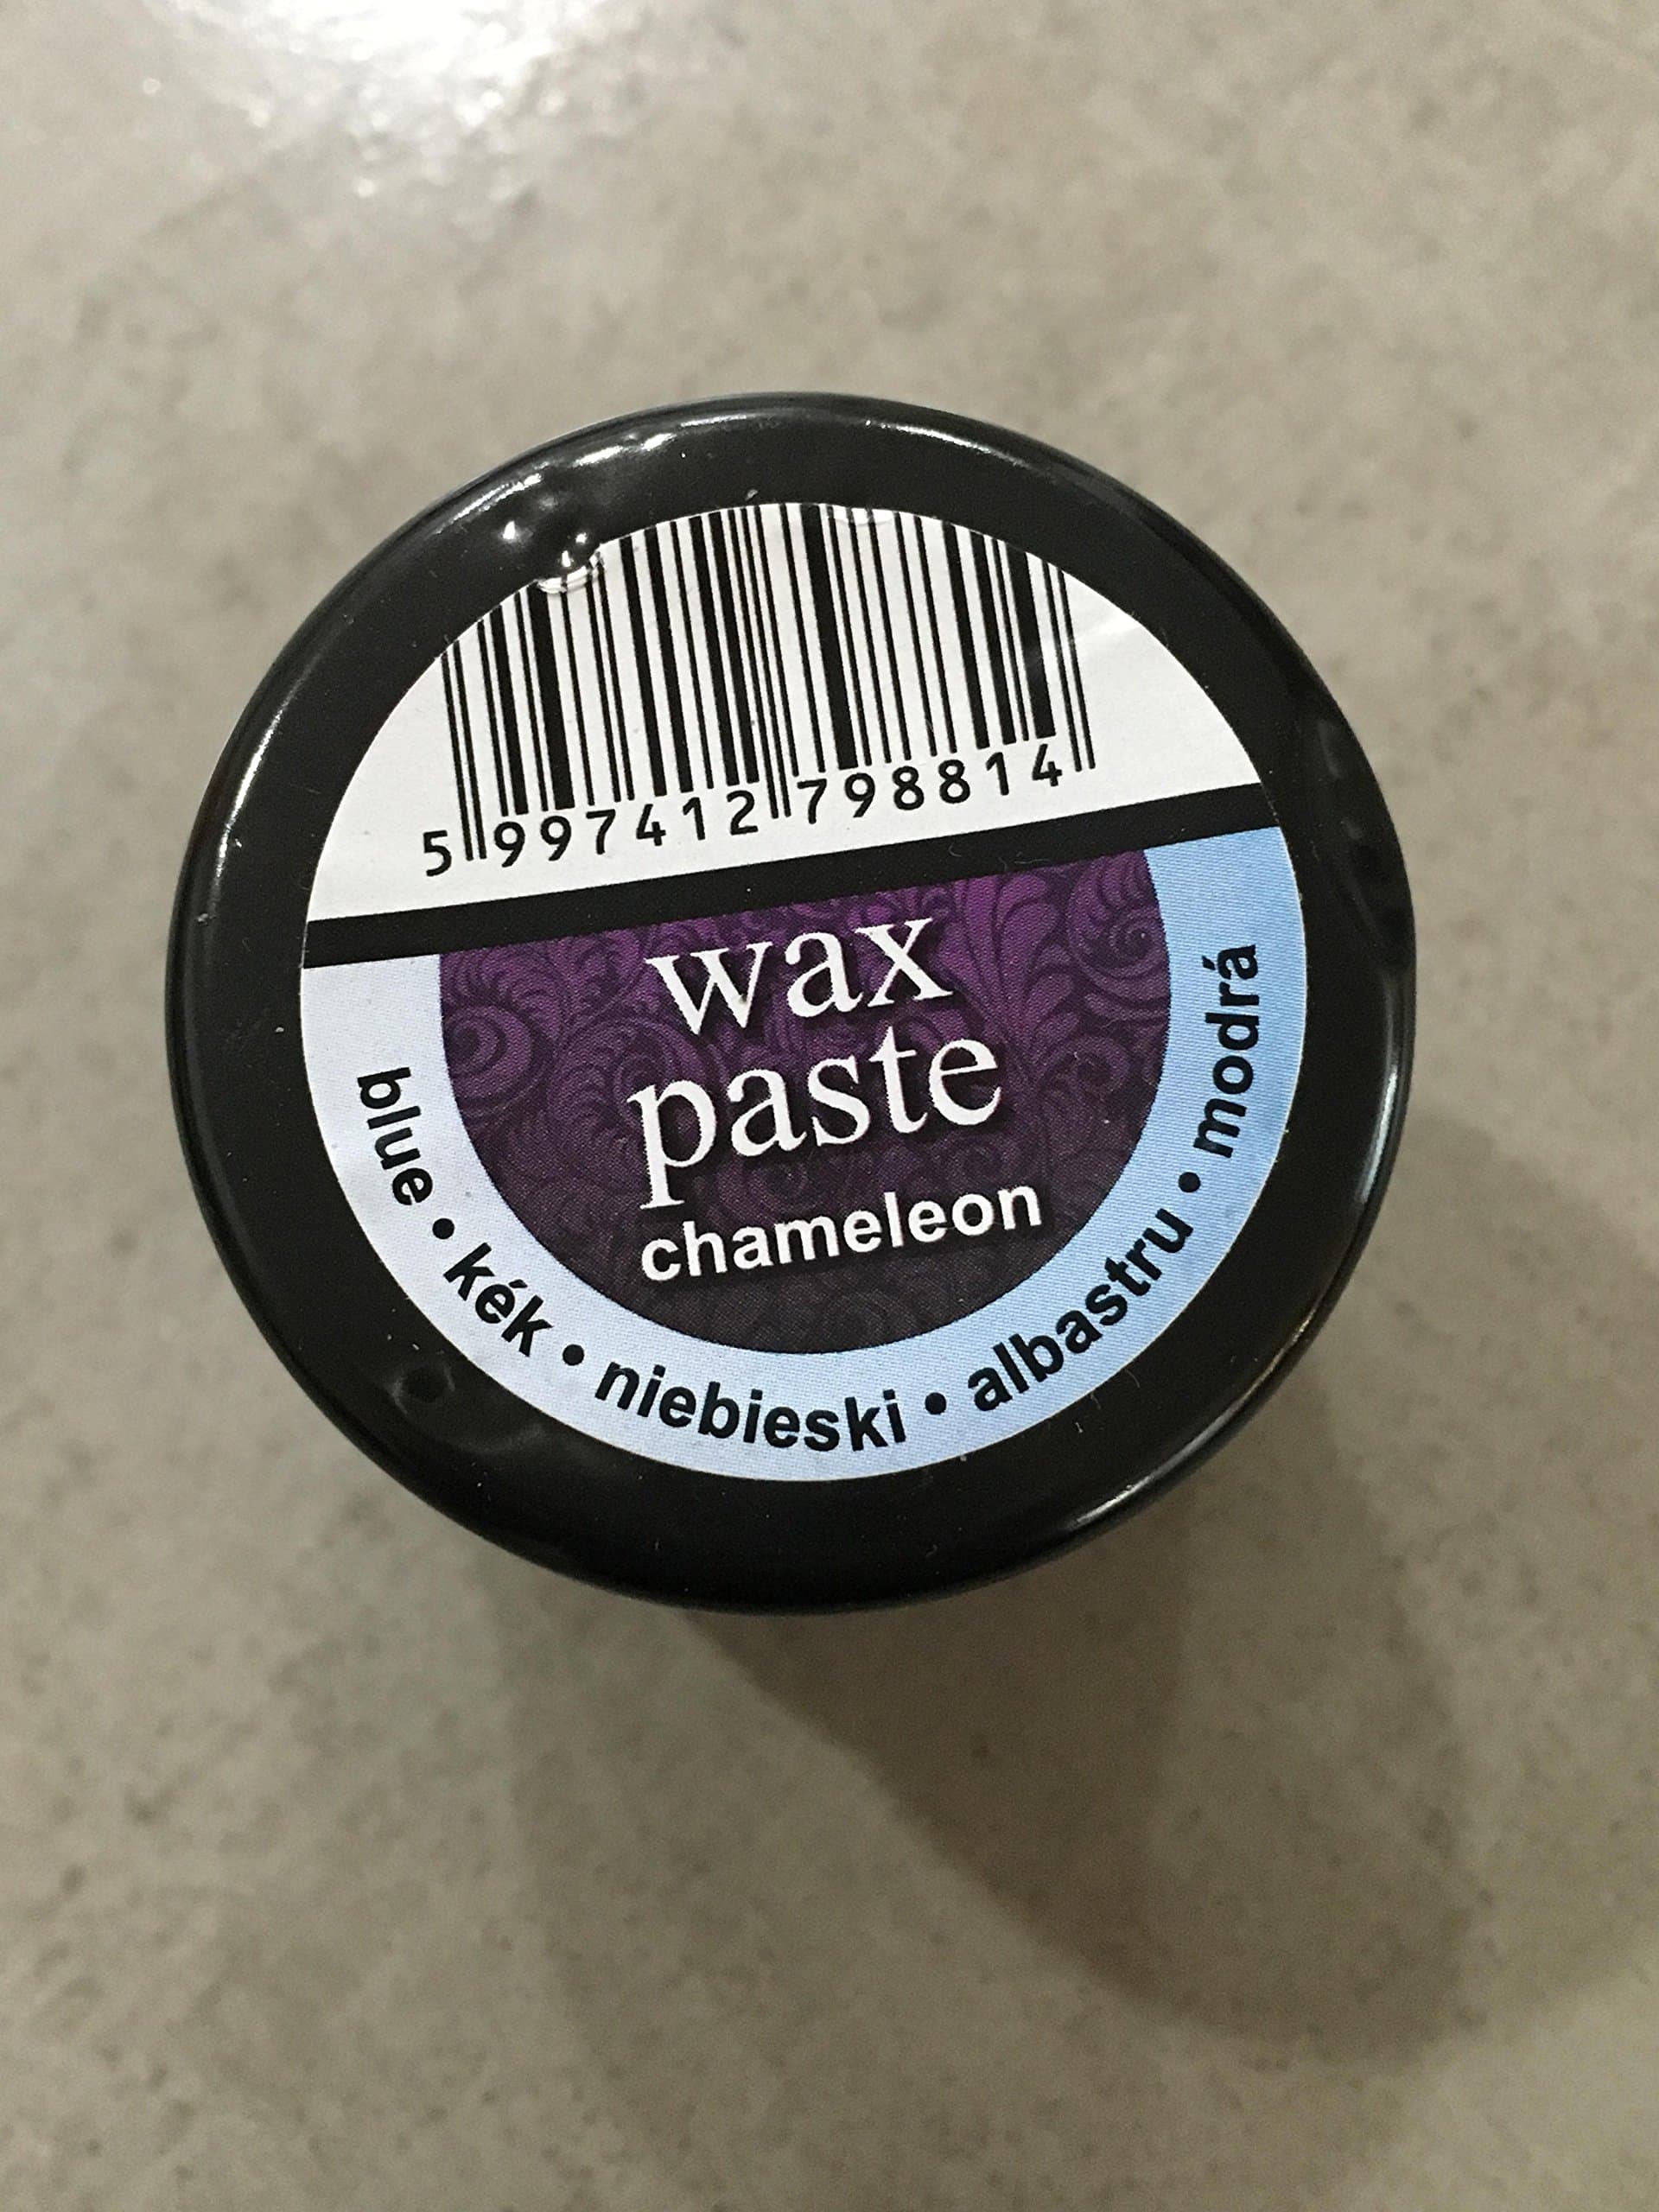 5 997412 798814
wax
paste
chameleon
blue • kék • niebieski • albastru • modrá